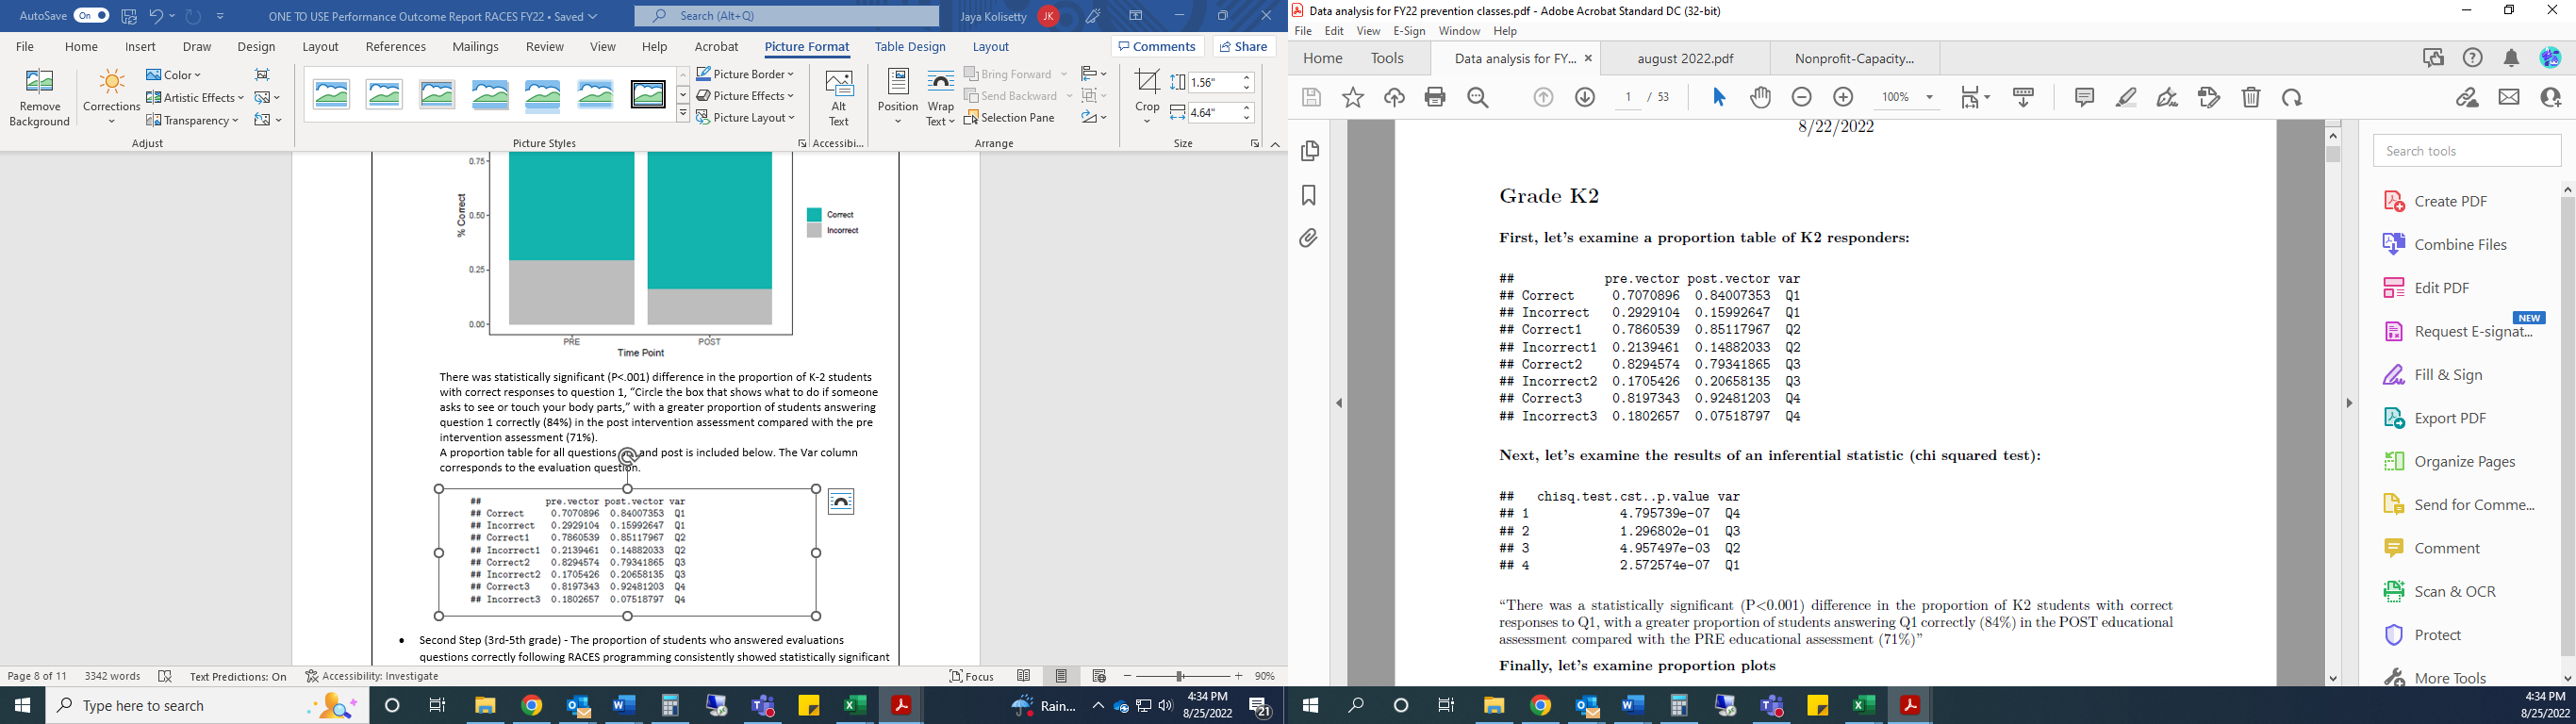 AutoSave On
ONE TO USE Performance Outcome Report RACES FY22 • Saved
Search (Alt+Q)
Jaya Kolisetty JK
File Home Insert Draw Design Layout References Mailings Review View Help Acrobat Picture Format Table Design Layout Comments Share
Remove Background
Corrections
Color
Artistic Effects
Transparency
Adjust
Picture Styles
Picture Border
Picture Effects
Picture Layout
Alt Text
Accessibi...
Position
Wrap Text
Bring Forward
Send Backward
Selection Pane
Arrange
Crop
1.56"
4.64"
Size
0.75
0.50
0.25
0.00
% Correct
PRE POST
Time Point
Correct
Incorrect
There was statistically significant (P<.001) difference in the proportion of K-2 students
with correct responses to question 1, “Circle the box that shows what to do if someone
asks to see or touch your body parts,” with a greater proportion of students answering
question 1 correctly (84%) in the post intervention assessment compared with the pre
intervention assessment (71%).
A proportion table for all questions and post is included below. The Var column
corresponds to the evaluation question.
## pre.vector post.vector var
## Correct 0.7070896 0.84007353 Q1
## Incorrect 0.2929104 0.15992647 Q1
## Correct1 0.7860539 0.85117967 Q2
## Incorrect1 0.2139461 0.14882033 Q2
## Correct2 0.8294574 0.79341865 Q3
## Incorrect2 0.1705426 0.20658135 Q3
## Correct3 0.8197343 0.92481203 Q4
## Incorrect3 0.1802657 0.07518797 Q4
• Second Step (3rd-5th grade) - The proportion of students who answered evaluations
questions correctly following RACES programming consistently showed statistically significant
Page 8 of 11 3342 words Text Predictions: On Accessibility: Investigate Focus 90%
Type here to search
Rain...
4:34 PM
8/25/2022
21
Data analysis for FY22 prevention classes.pdf - Adobe Acrobat Standard DC (32-bit)
File Edit View E-Sign Window Help
Home Tools Data analysis for FY... × august 2022.pdf Nonprofit-Capacity...
1 / 53 100%
8/22/2022
Grade K2
First, let’s examine a proportion table of K2 responders:
## pre.vector post.vector var
## Correct 0.7070896 0.84007353 Q1
## Incorrect 0.2929104 0.15992647 Q1
## Correct1 0.7860539 0.85117967 Q2
## Incorrect1 0.2139461 0.14882033 Q2
## Correct2 0.8294574 0.79341865 Q3
## Incorrect2 0.1705426 0.20658135 Q3
## Correct3 0.8197343 0.92481203 Q4
## Incorrect3 0.1802657 0.07518797 Q4
Next, let’s examine the results of an inferential statistic (chi squared test):
## chisq.test.cst..p.value var
## 1 4.795739e-07 Q4
## 2 1.296802e-01 Q3
## 3 4.957497e-03 Q2
## 4 2.572574e-07 Q1
“There was a statistically significant (P<0.001) difference in the proportion of K2 students with correct
responses to Q1, with a greater proportion of students answering Q1 correctly (84%) in the POST educational
assessment compared with the PRE educational assessment (71%)”
Finally, let’s examine proportion plots
Search tools
Create PDF
Combine Files
Edit PDF
NEW
Request E-signat...
Fill & Sign
Export PDF
Organize Pages
Send for Comme...
Comment
Scan & OCR
Protect
More Tools
4:34 PM
8/25/2022